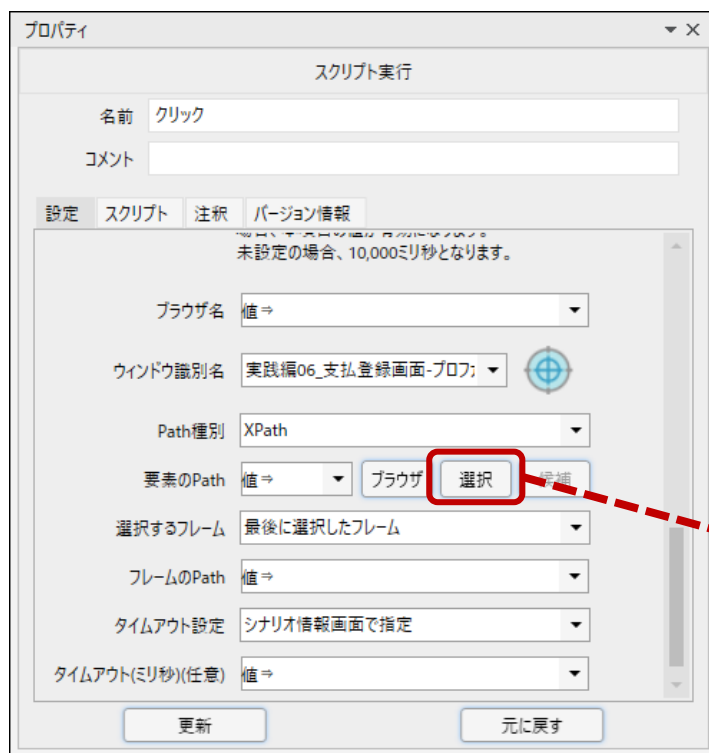 プロパティ
スクリプト実行
名前 クリック
コメント
設定 スクリプト 注釈 バージョン情報
未設定の場合、10,000ミリ秒となります。
ブラウザ名 値⇒
ウィンドウ識別名 実践編06_支払登録画面-プロファ
Path種別 XPath
要素のPath 値⇒ ブラウザ 選択 候補
選択するフレーム 最後に選択したフレーム
フレームのPath 値⇒
タイムアウト設定 シナリオ情報画面で指定
タイムアウト(ミリ秒)(任意) 値⇒
更新 元に戻す